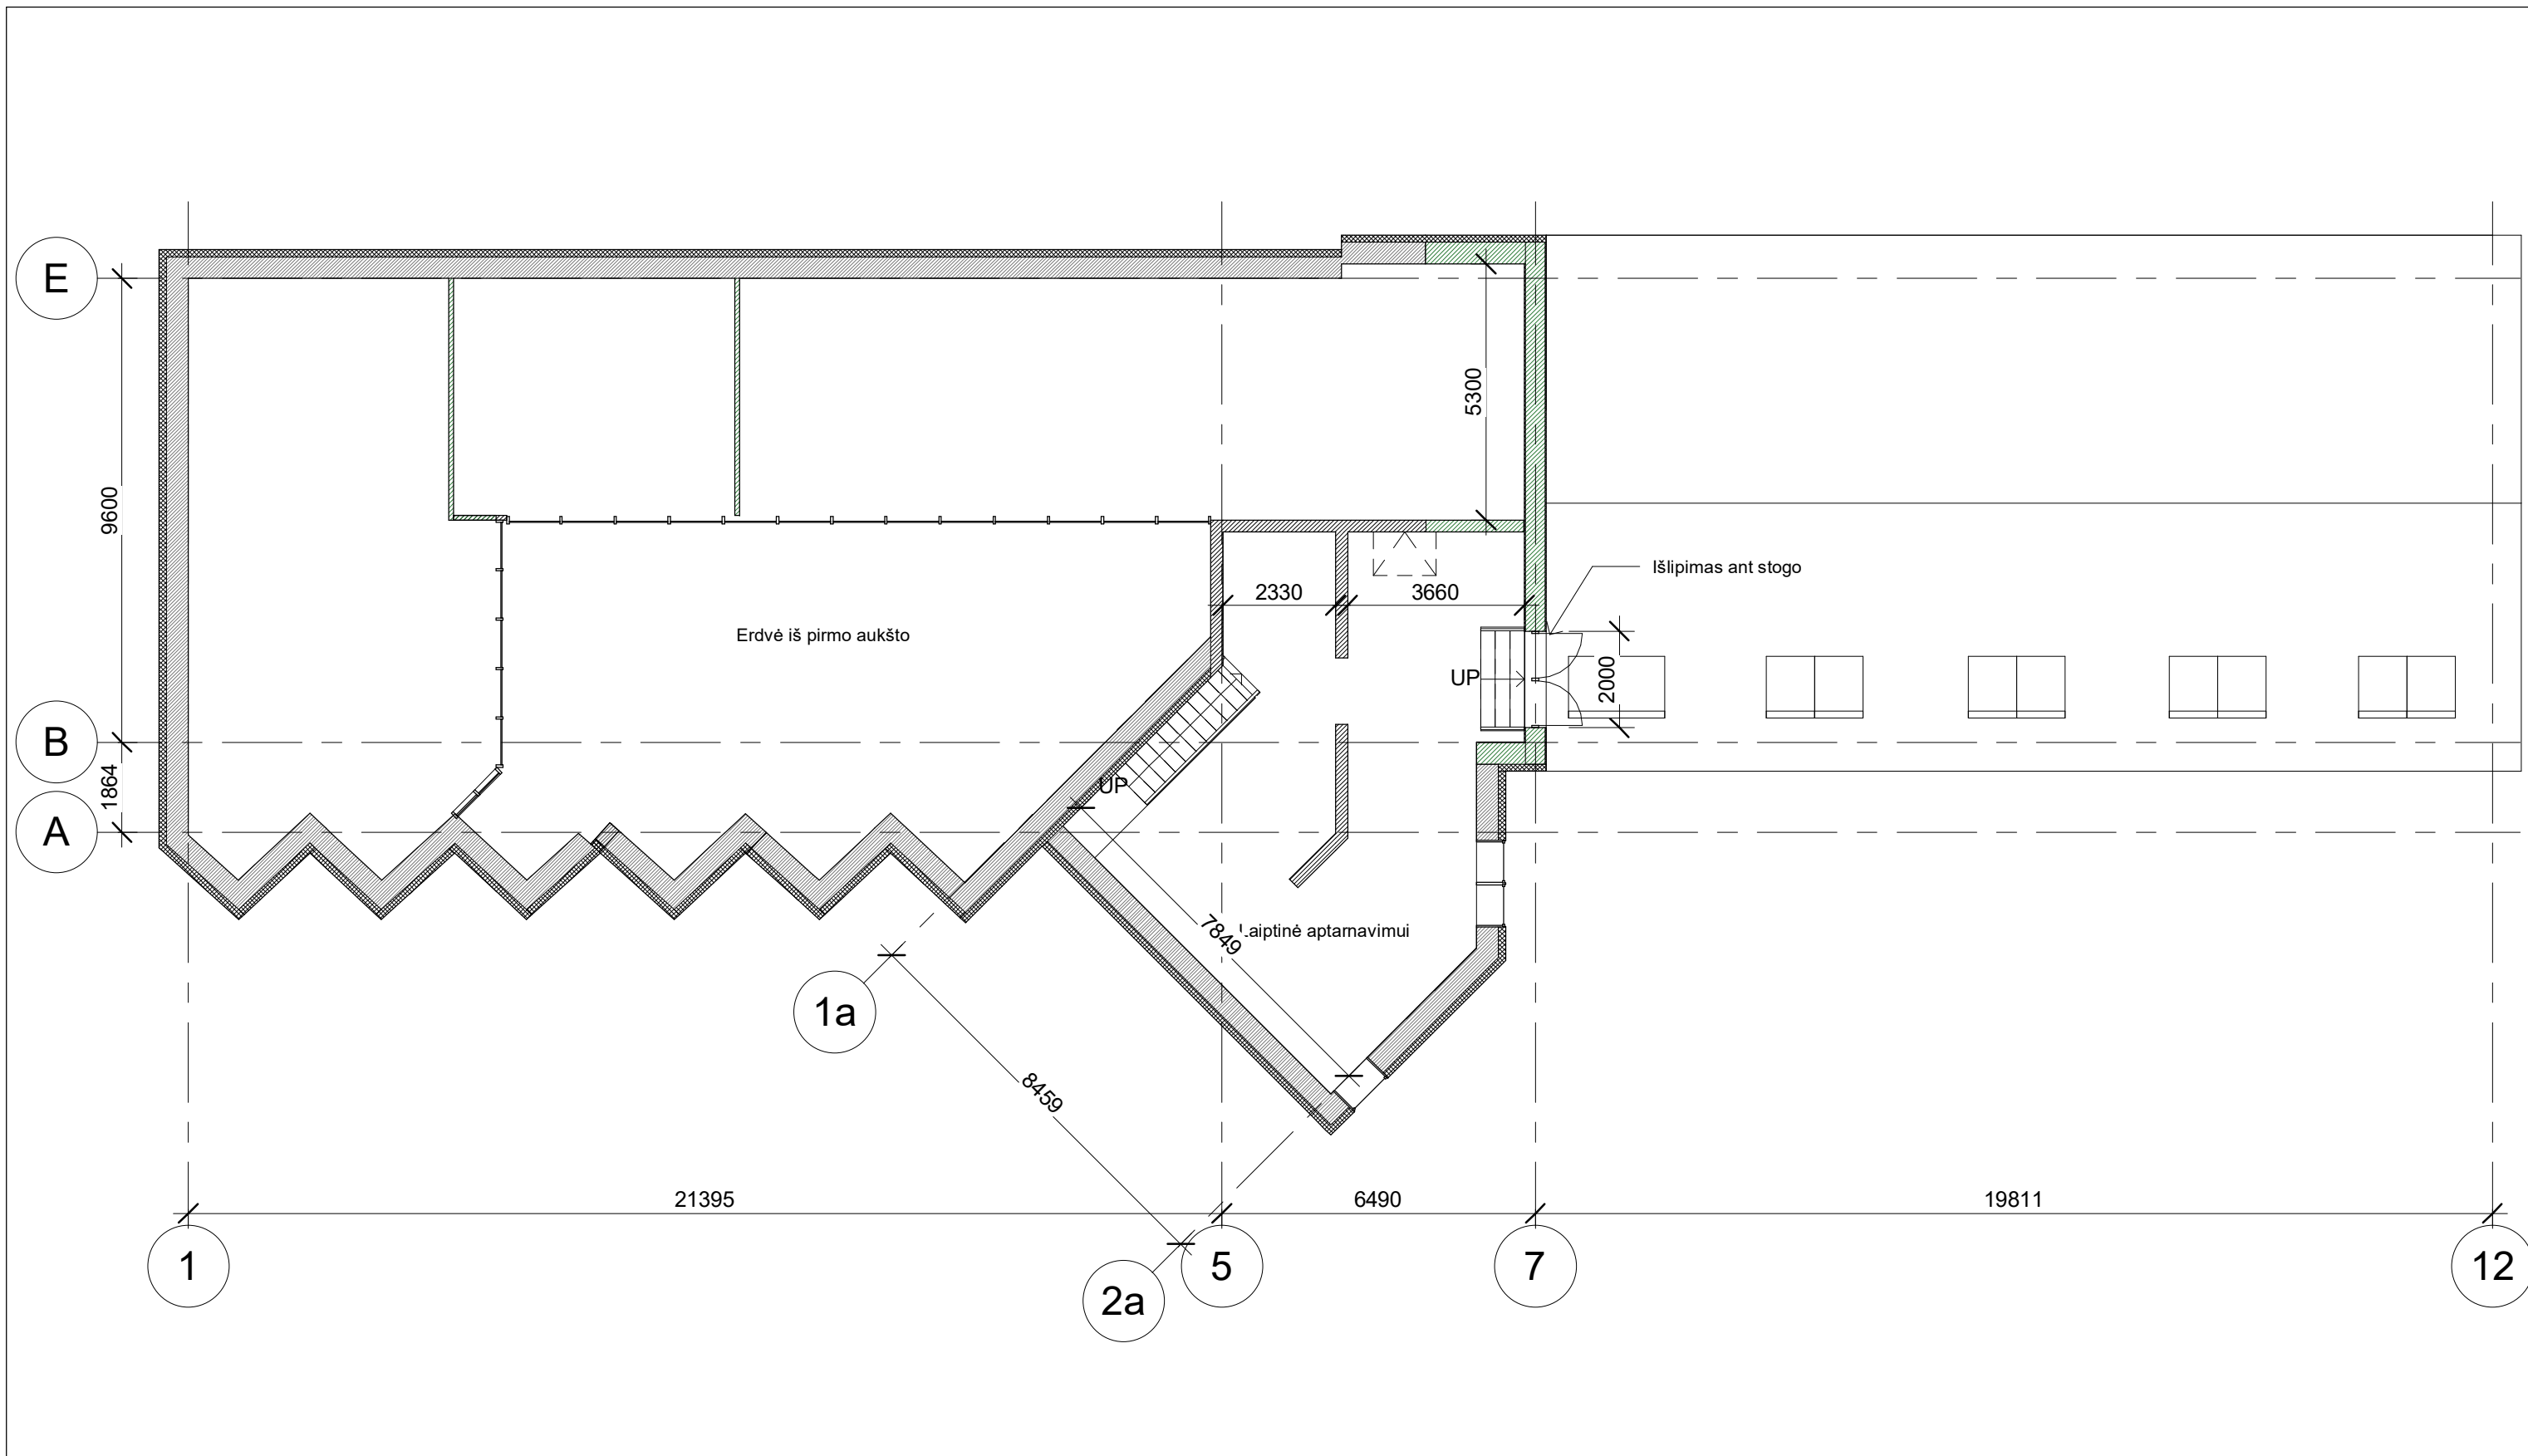 E
5300
9600
Išlipimas ant stogo
2330
3660
Erdvė iš pirmo aukšto
UP
2000
B
UP
1864
A
7849
Laiptinė aptarnavimui
1a
8459
21395
6490
19811
1
5
7
12
2a